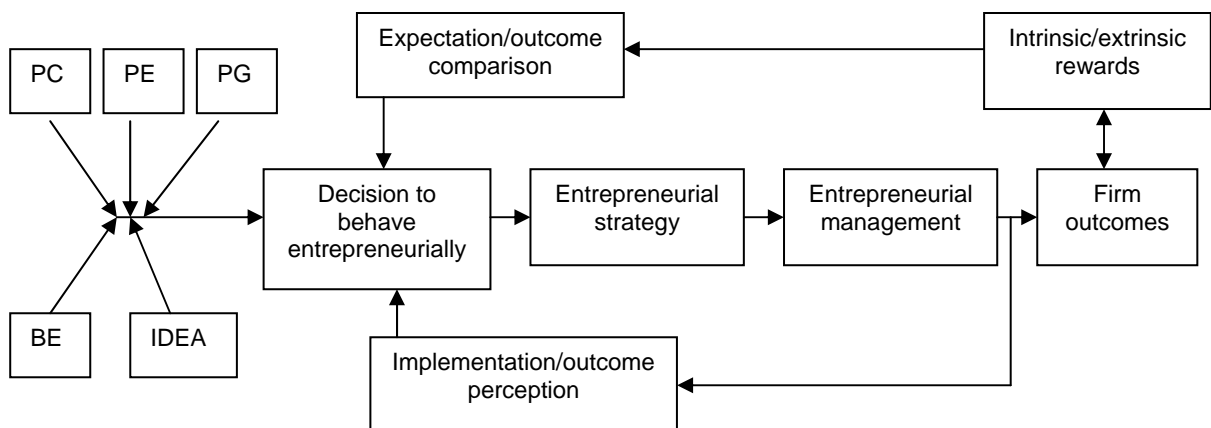 Expectation/outcome
comparison
Intrinsic/extrinsic
rewards
PC
PE
PG
Decision to
behave
entrepreneurially
Entrepreneurial
strategy
Entrepreneurial
management
Firm
outcomes
BE
IDEA
Implementation/outcome
perception